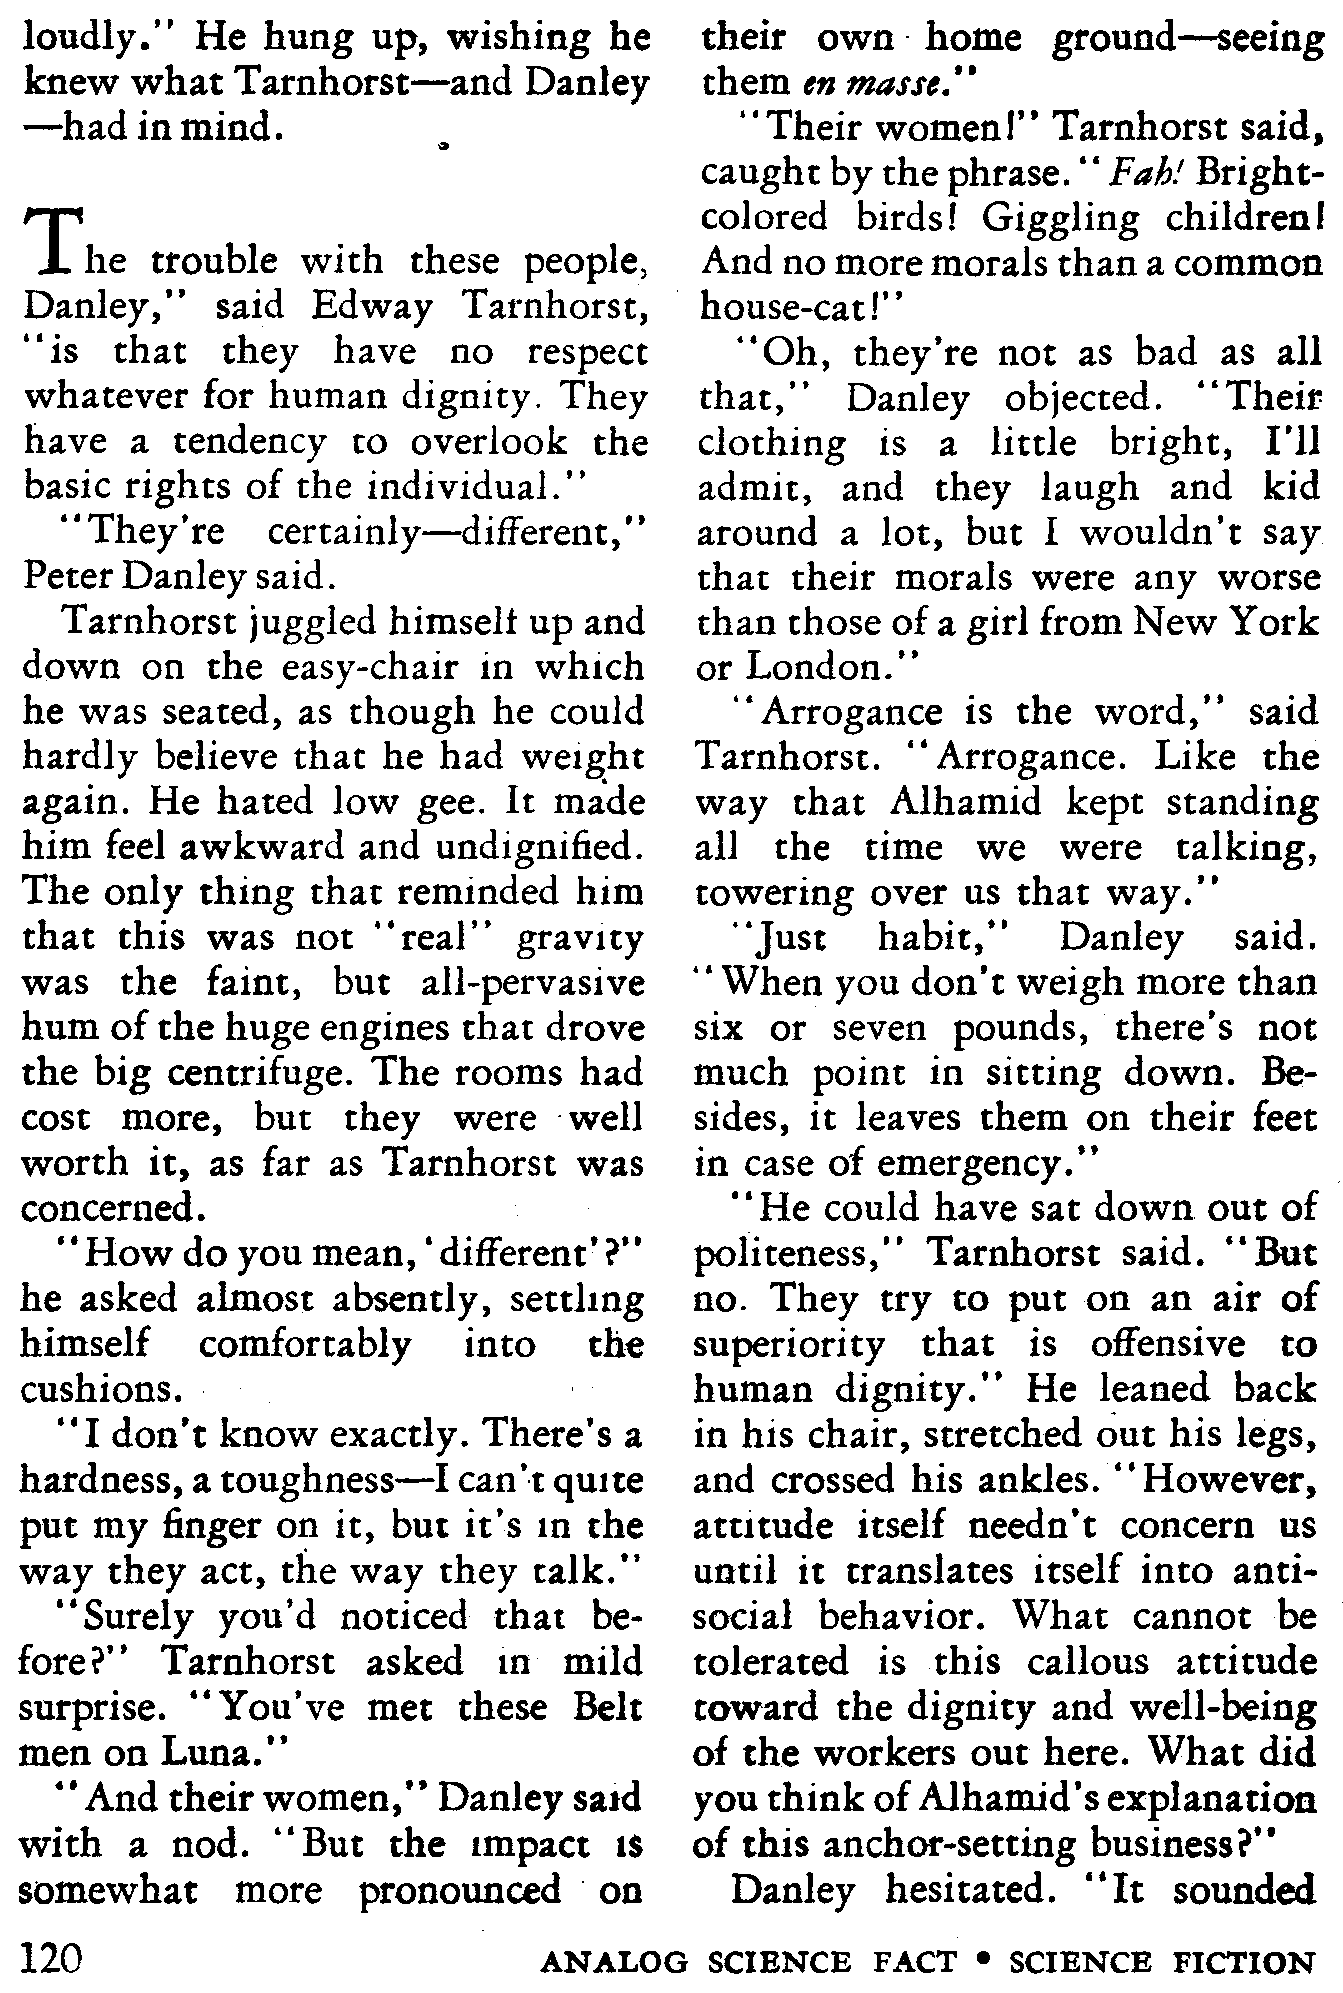 loudly." He hung up, wishing he
knew what Tarnhorst—and Danley
—had in mind.
The trouble with these people,
Danley," said Edway Tarnhorst,
"is that they have no respect
whatever for human dignity. They
have a tendency to overlook the
basic rights of the individual."
"They're certainly—different,"
Peter Danley said.
Tarnhorst juggled himself up and
down on the easy-chair in which
he was seated, as though he could
hardly believe that he had weight
again. He hated low gee. It made
him feel awkward and undignified.
The only thing that reminded him
that this was not "real" gravity
was the faint, but all-pervasive
hum of the huge engines that drove
the big centrifuge. The rooms had
cost more, but they were well
worth it, as far as Tarnhorst was
concerned.
"How do you mean, 'different'?"
he asked almost absently, settling
himself comfortably into the
cushions.
"I don't know exactly. There's a
hardness, a toughness—I can't quite
put my finger on it, but it's in the
way they act, the way they talk."
"Surely you'd noticed that be-
fore?" Tarnhorst asked in mild
surprise. "You've met these Belt
men on Luna."
"And their women," Danley said
with a nod. "But the impact is
somewhat more pronounced on
their own home ground—seeing
them en masse."
"Their women!" Tarnhorst said,
caught by the phrase. "Fah! Bright-
colored birds! Giggling children!
And no more morals than a common
house-cat!"
"Oh, they're not as bad as all
that," Danley objected. "Their
clothing is a little bright, I'll
admit, and they laugh and kid
around a lot, but I wouldn't say
that their morals were any worse
than those of a girl from New York
or London."
"Arrogance is the word," said
Tarnhorst. "Arrogance. Like the
way that Alhamid kept standing
all the time we were talking,
towering over us that way."
"Just habit," Danley said.
"When you don't weigh more than
six or seven pounds, there's not
much point in sitting down. Be-
sides, it leaves them on their feet
in case of emergency."
"He could have sat down out of
politeness," Tarnhorst said. "But
no. They try to put on an air of
superiority that is offensive to
human dignity." He leaned back
in his chair, stretched out his legs,
and crossed his ankles. "However,
attitude itself needn't concern us
until it translates itself into anti-
social behavior. What cannot be
tolerated is this callous attitude
toward the dignity and well-being
of the workers out here. What did
you think of Alhamid's explanation
of this anchor-setting business?"
Danley hesitated. "It sounded
120
ANALOG SCIENCE FACT • SCIENCE FICTION